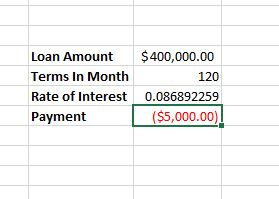 Loan Amount $400,000.00
Terms In Month 120
Rate of Interest 0.086892259
Payment ($5,000.00)